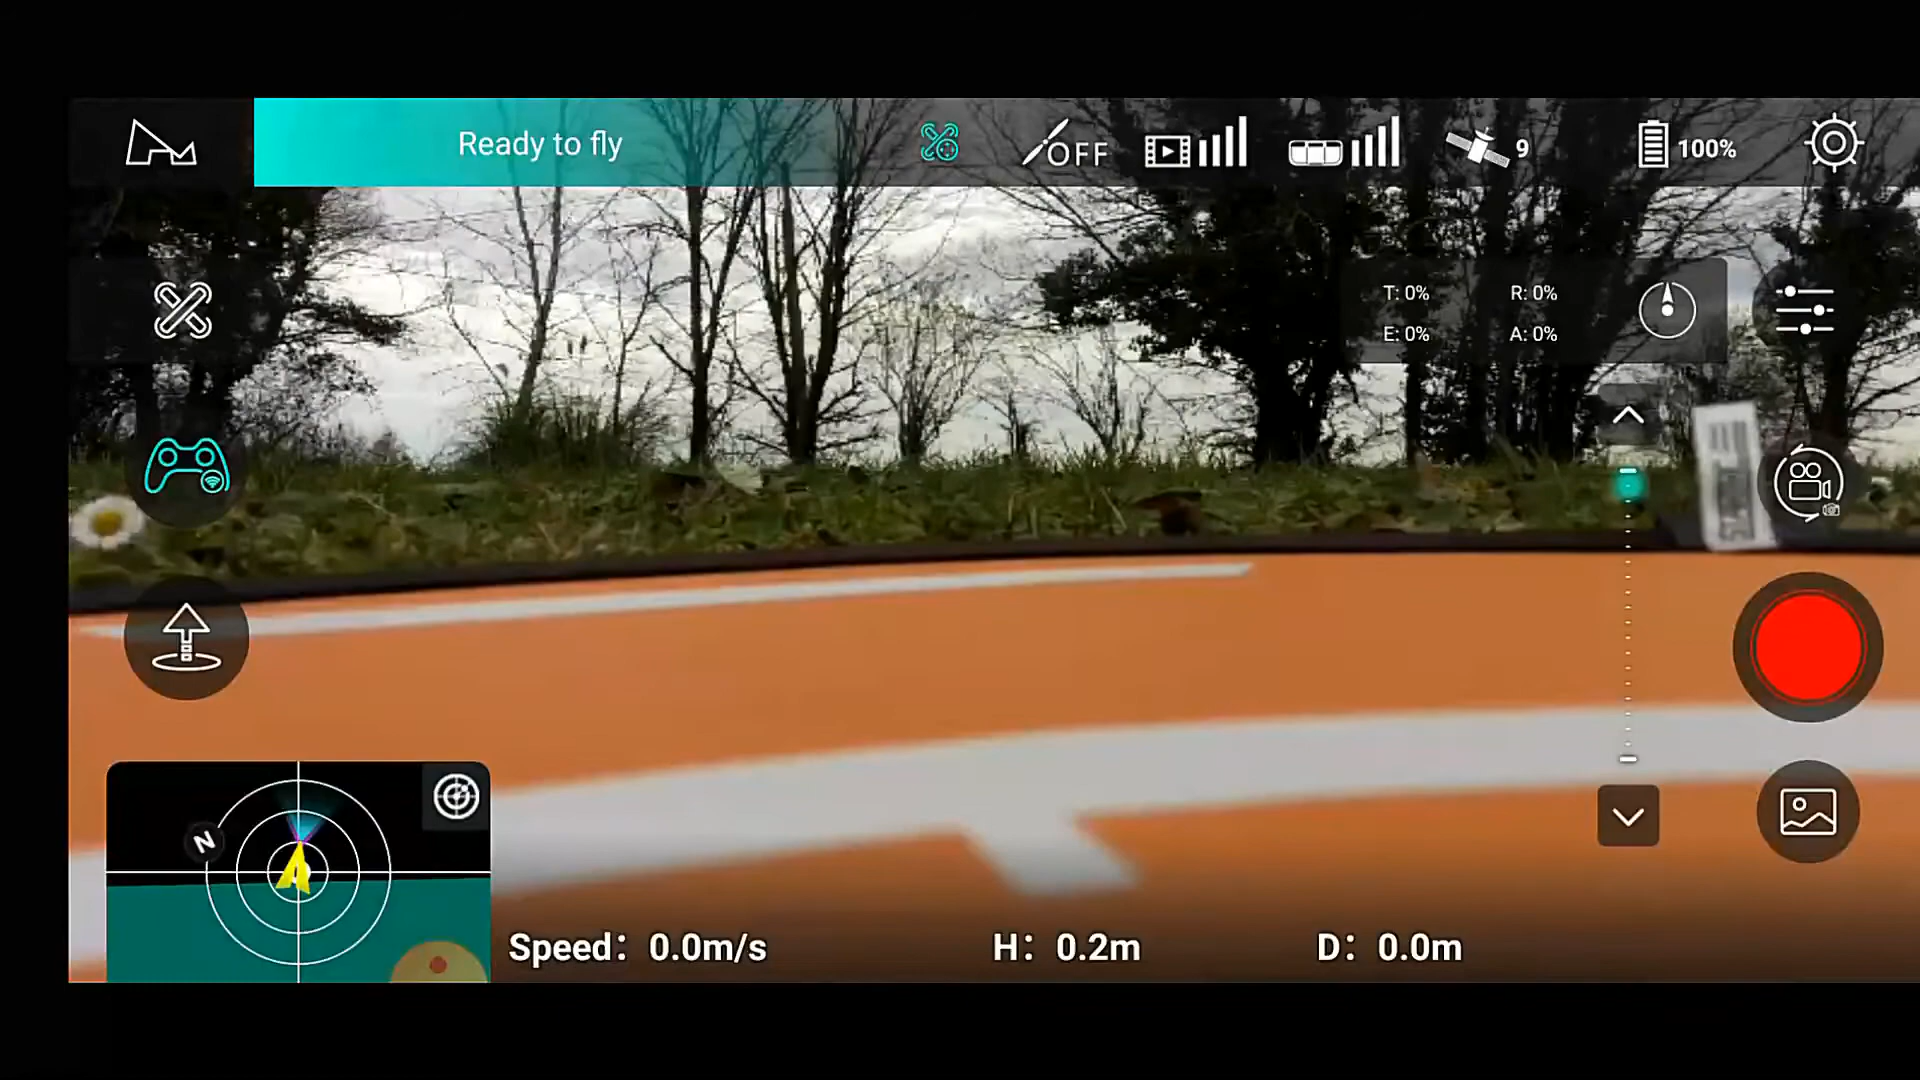 Ready to fly
OFF
9
100%
T: 0%
R: 0%
E: 0%
A: 0%
N
Speed: 0.0m/s
H: 0.2m
D: 0.0m